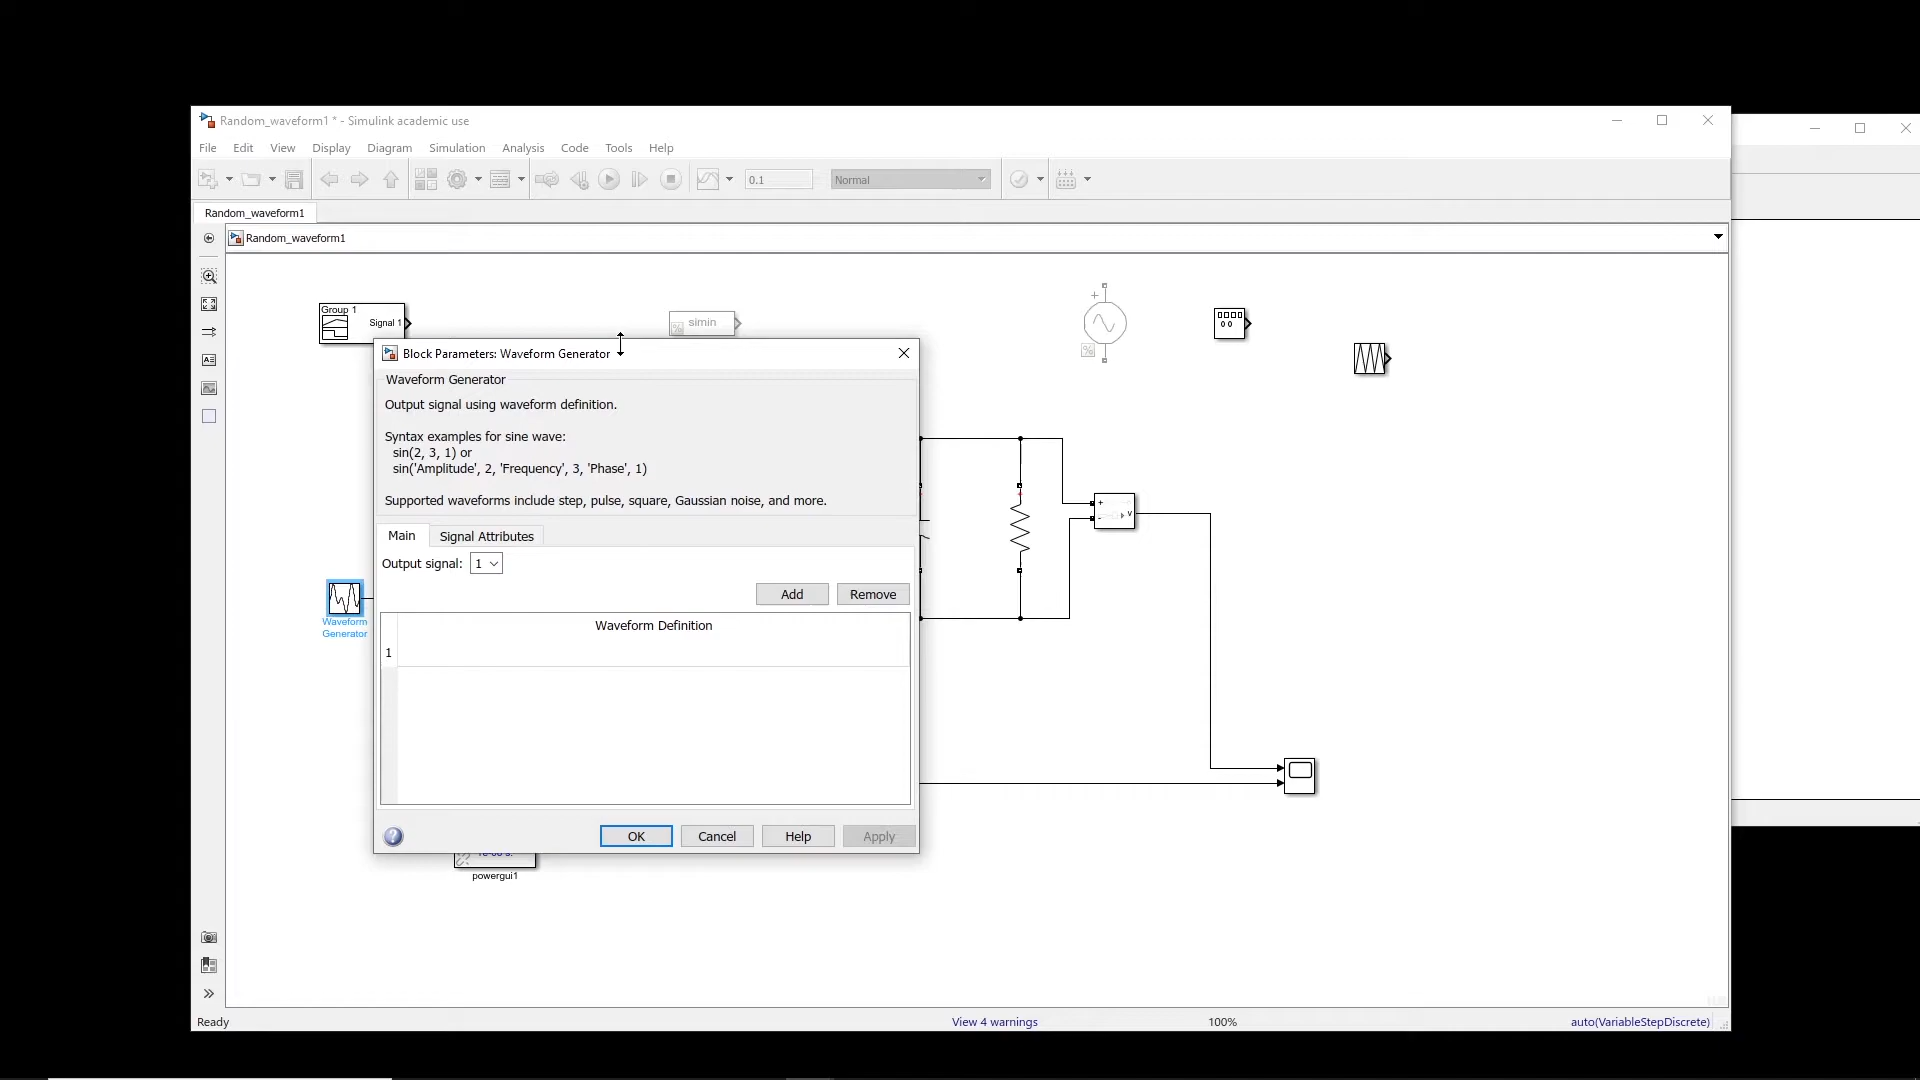 Random_waveform1 * - Simulink academic use
File Edit View Display Diagram Simulation Analysis Code Tools Help
0.1
Normal
Random_waveform1
Random_waveform1
Group 1
Signal 1
simin
Block Parameters: Waveform Generator
Waveform Generator
Output signal using waveform definition.
Syntax examples for sine wave:
sin(2, 3, 1) or
sin('Amplitude', 2, 'Frequency', 3, 'Phase', 1)
Supported waveforms include step, pulse, square, Gaussian noise, and more.
Main Signal Attributes
Output signal: 1
Add Remove
Waveform Definition
1
Waveform
Generator
+
-
v
OK Cancel Help Apply
powergui1
Ready
View 4 warnings
100%
auto(VariableStepDiscrete)